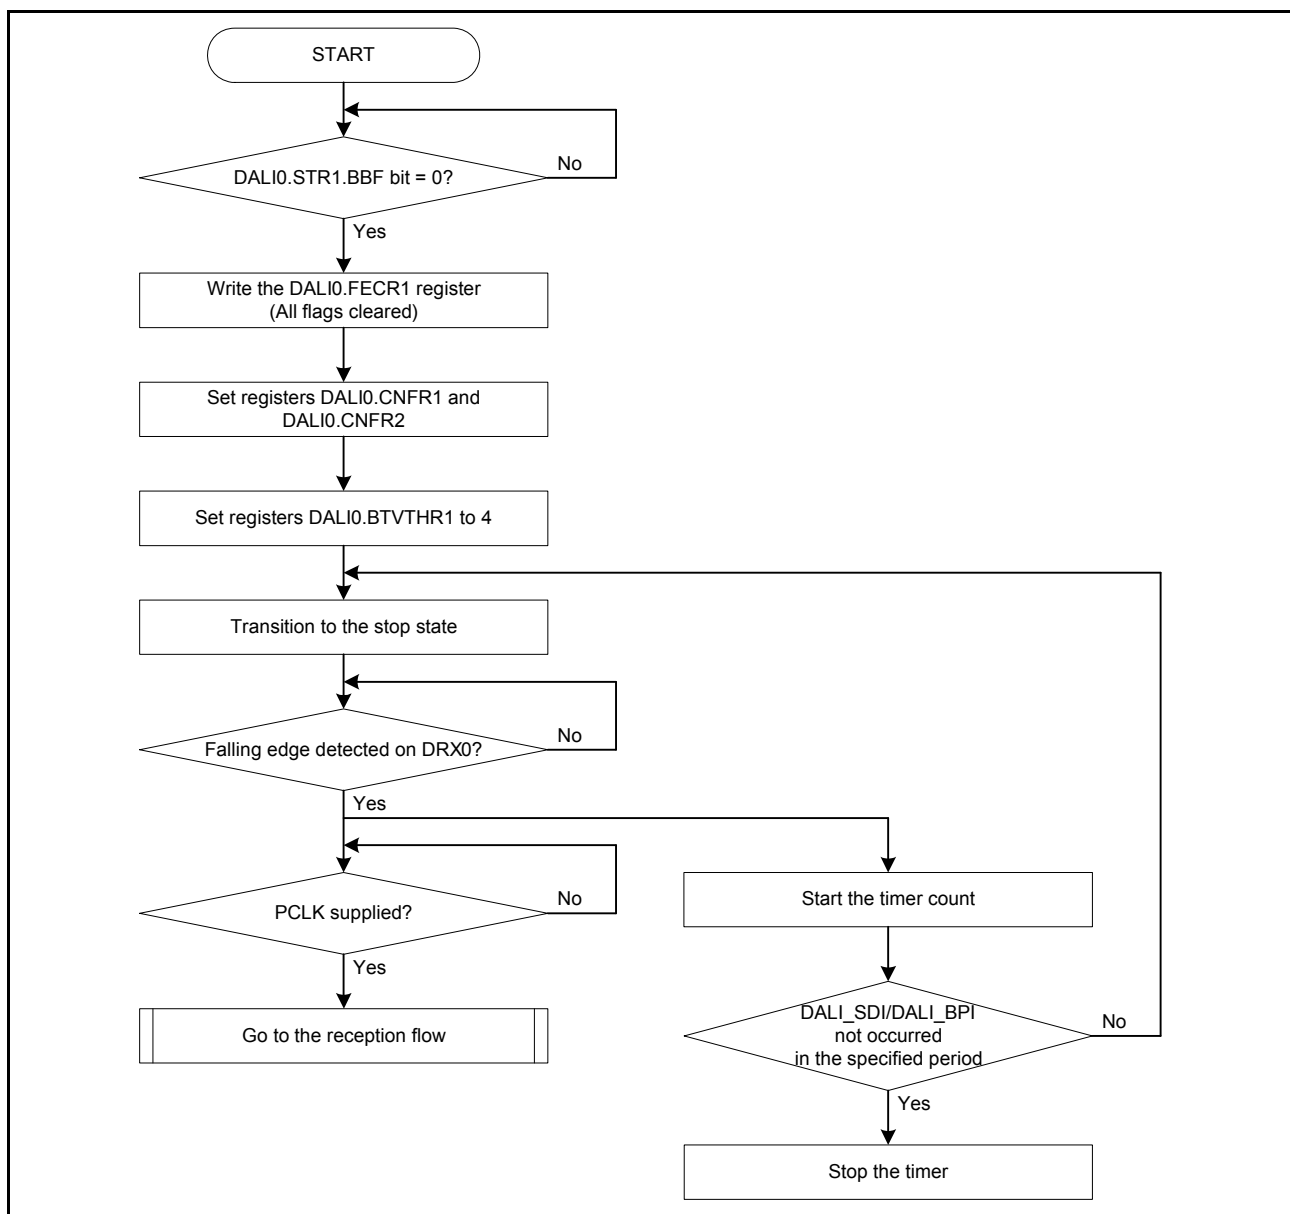 START
DALI0.STR1.BBF bit = 0?
No
Yes
Write the DALI0.FECR1 register
(All flags cleared)
Set registers DALI0.CNFR1 and
DALI0.CNFR2
Set registers DALI0.BTVTHR1 to 4
Transition to the stop state
Falling edge detected on DRX0?
No
Yes
PCLK supplied?
No
Yes
Go to the reception flow
Start the timer count
DALI_SDI/DALI_BPI
not occurred
in the specified period
No
Yes
Stop the timer